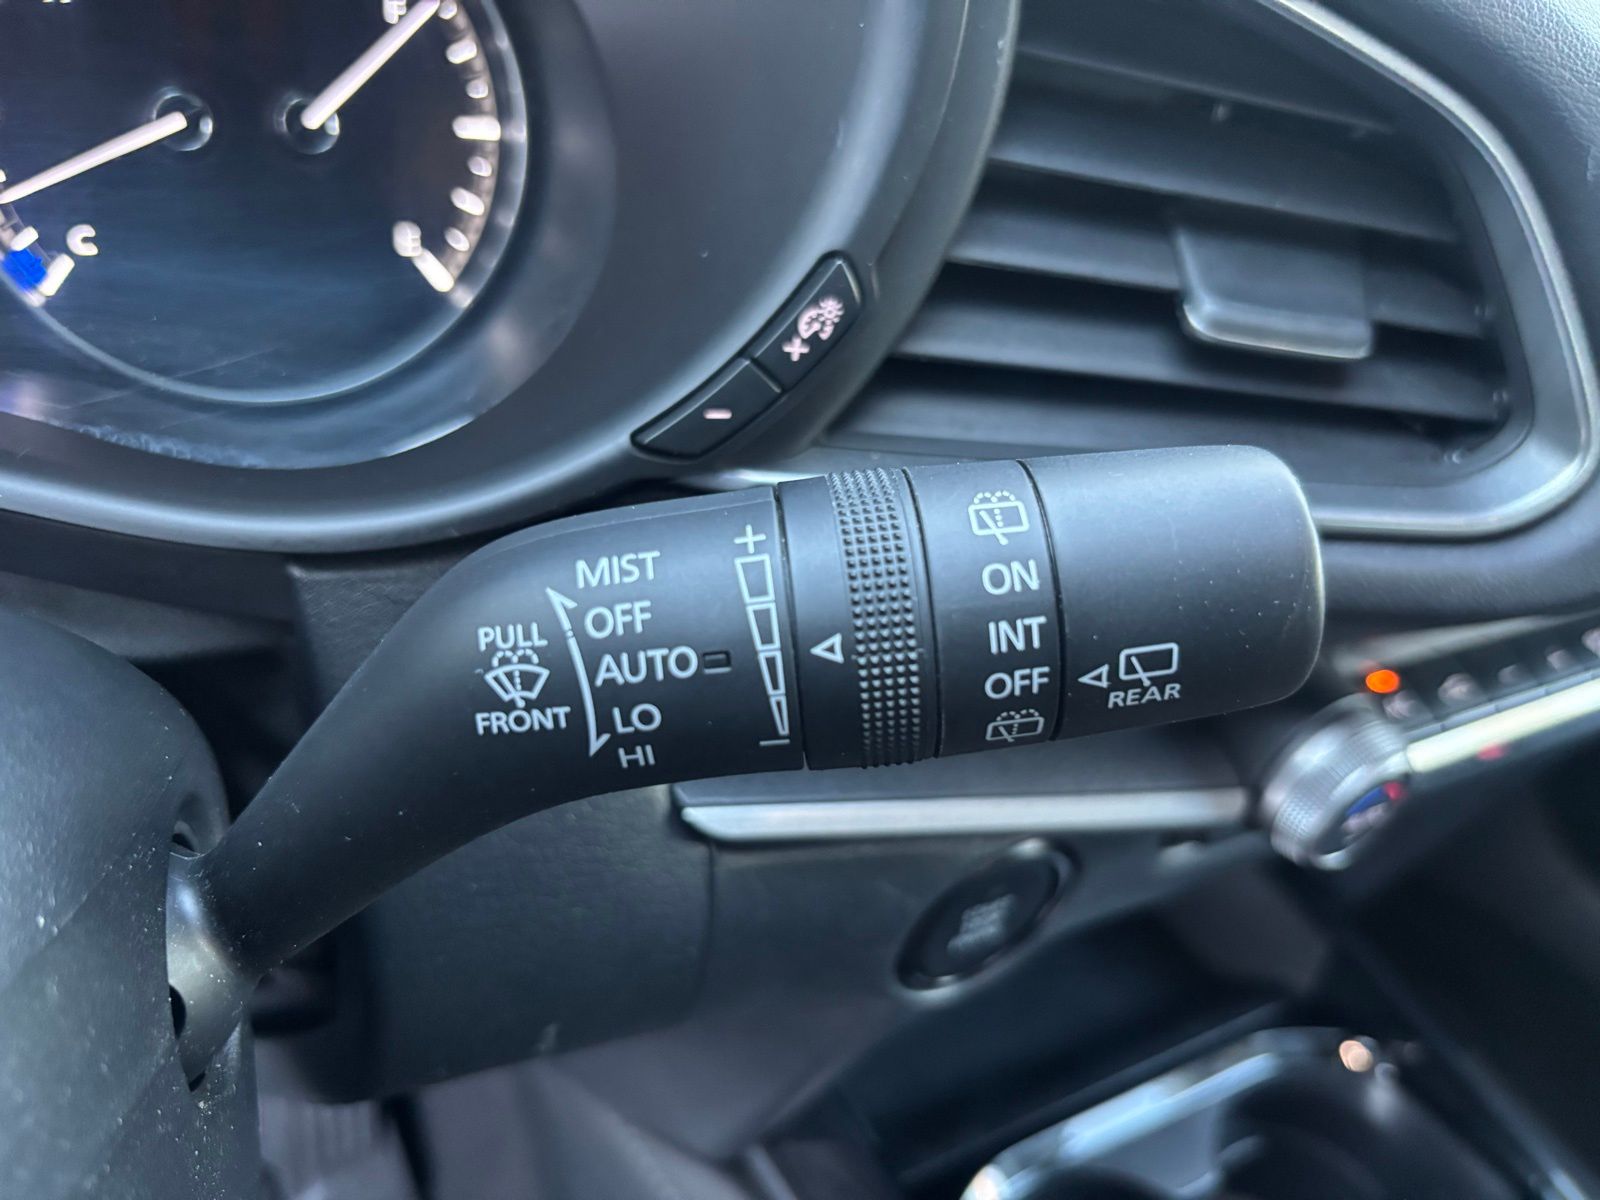 F
C
E
+
-
PULL
FRONT
MIST
OFF
AUTO
LO
HI
+
-
ON
INT
OFF
REAR